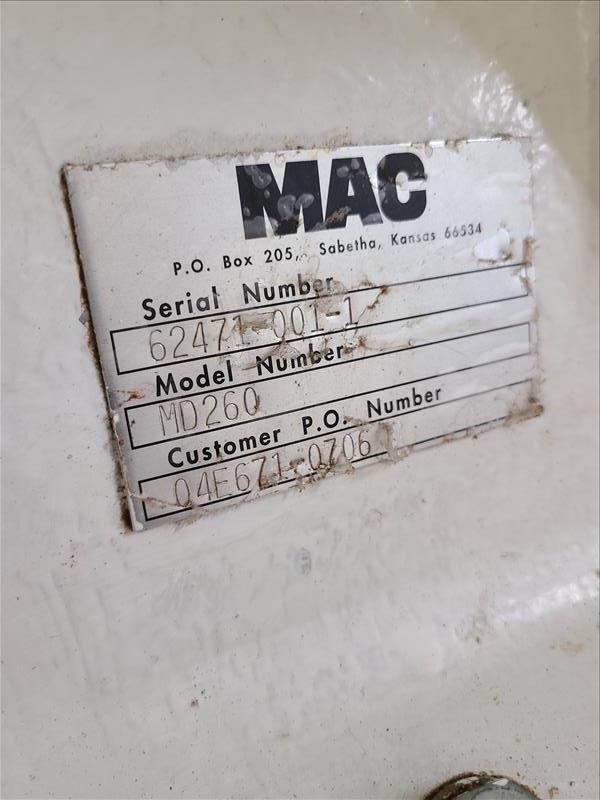 MAC
P.O. Box 205, Sabetha, Kansas 66534
Serial Number
62471-001-1
Model Number
MD260
Customer P.O. Number
04E671-0706